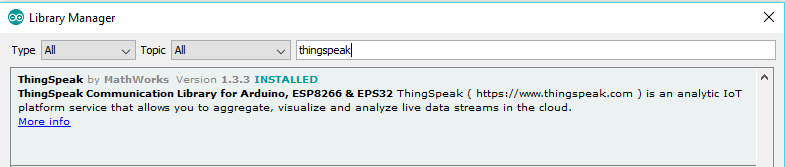 Library Manager
Type All Topic All thingspeak
ThingSpeak by MathWorks Version 1.3.3 INSTALLED
ThingSpeak Communication Library for Arduino, ESP8266 & EPS32 ThingSpeak ( https://www.thingspeak.com ) is an analytic IoT
platform service that allows you to aggregate, visualize and analyze live data streams in the cloud.
More info